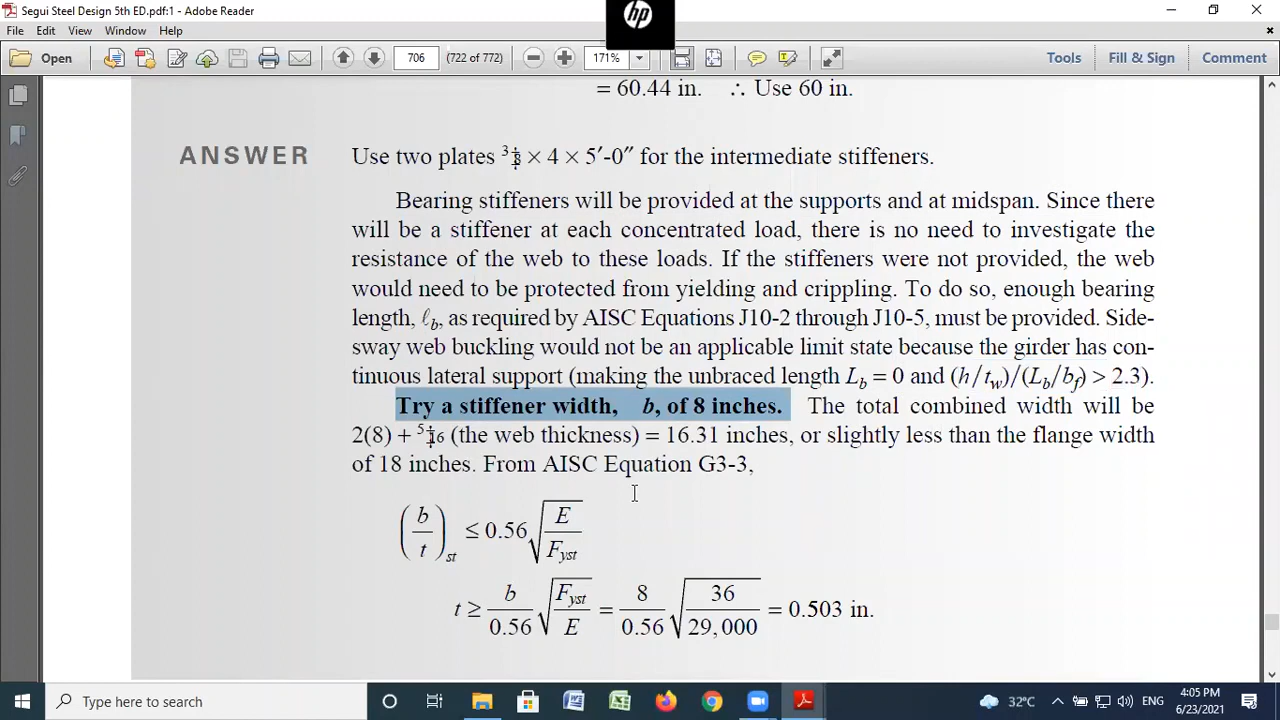 Segui Steel Design 5th ED.pdf:1 - Adobe Reader
hp
File Edit View Window Help
Open 706 (722 of 772) 171% Tools Fill & Sign Comment
= 60.44 in. ∴ Use 60 in.
ANSWER Use two plates 3/8 × 4 × 5′-0″ for the intermediate stiffeners.
Bearing stiffeners will be provided at the supports and at midspan. Since there
will be a stiffener at each concentrated load, there is no need to investigate the
resistance of the web to these loads. If the stiffeners were not provided, the web
would need to be protected from yielding and crippling. To do so, enough bearing
length, ℓb, as required by AISC Equations J10-2 through J10-5, must be provided. Side-
sway web buckling would not be an applicable limit state because the girder has con-
tinuous lateral support (making the unbraced length Lb = 0 and (h/tw)/(Lb/bf) > 2.3).
Try a stiffener width, b, of 8 inches. The total combined width will be
2(8) + 5/16 (the web thickness) = 16.31 inches, or slightly less than the flange width
of 18 inches. From AISC Equation G3-3,
(b/t)st ≤ 0.56√(E/Fyst)
t ≥ b/0.56 √(Fyst/E) = 8/0.56 √(36/29,000) = 0.503 in.
Type here to search 32°C ENG 4:05 PM
6/23/2021